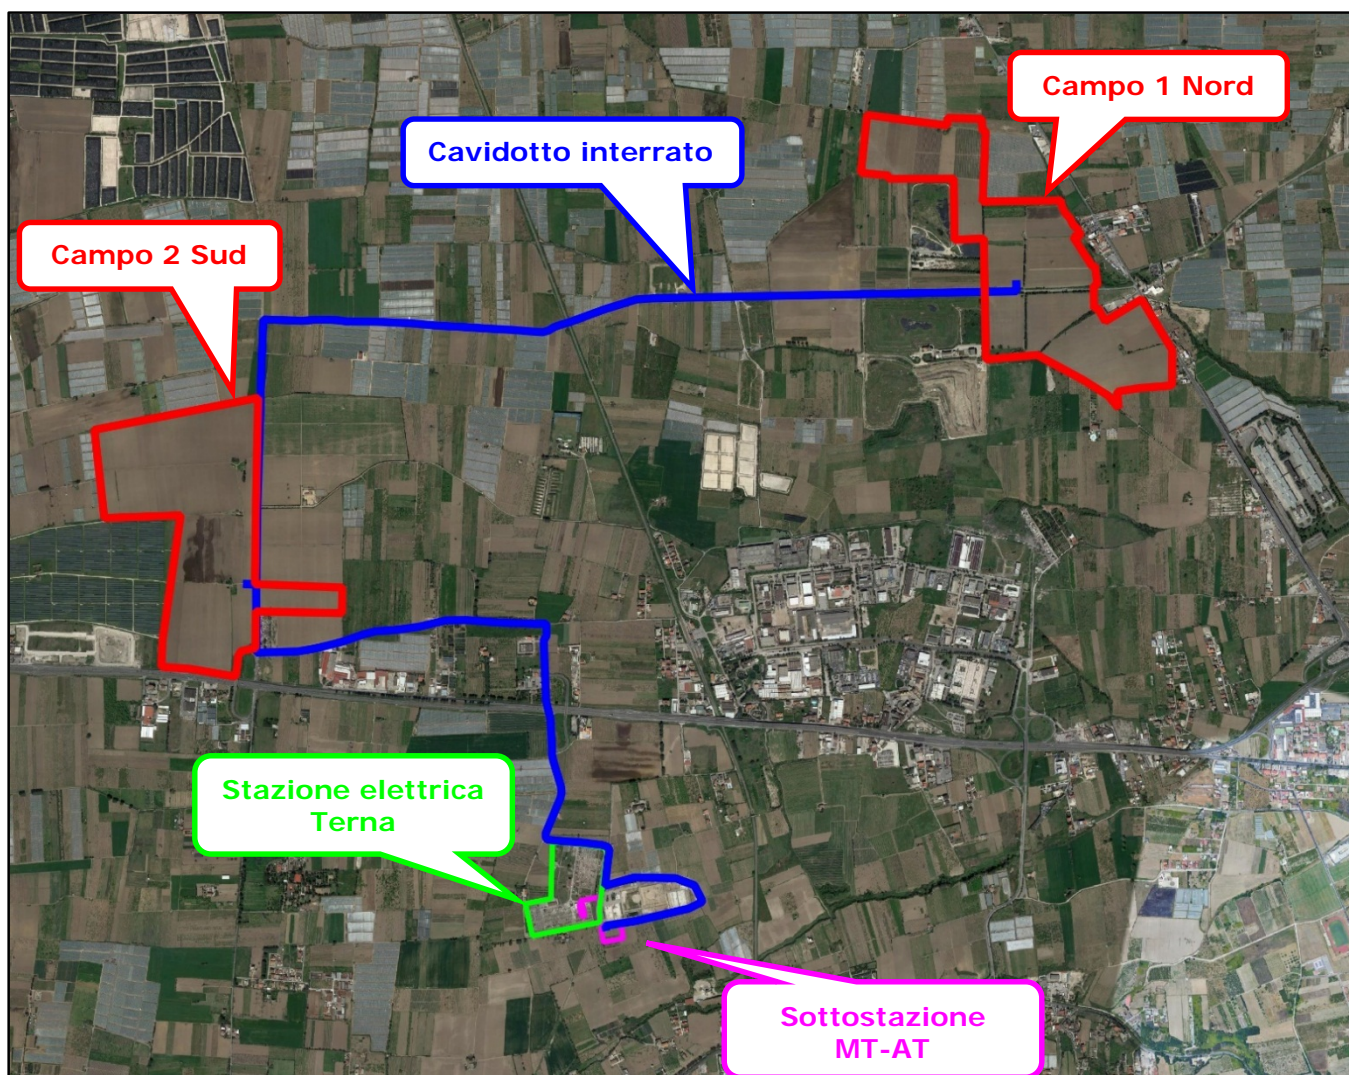 Campo 1 Nord
Cavidotto interrato
Campo 2 Sud
Stazione elettrica
Terna
Sottostazione
MT-AT